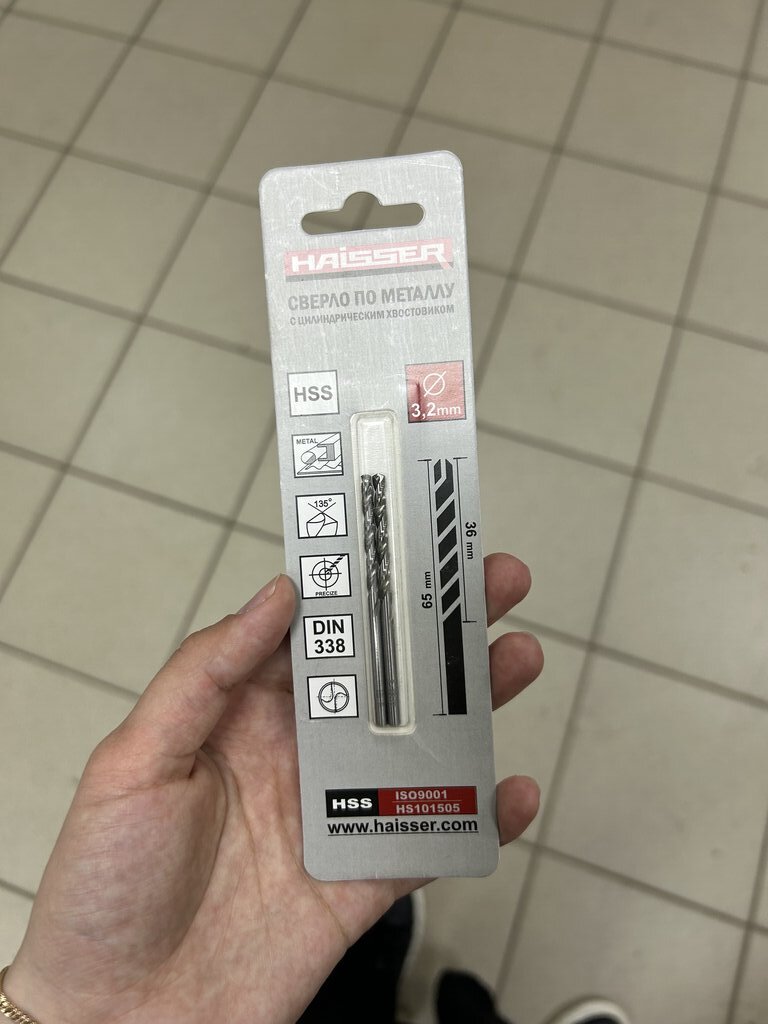 HAISSER
СВЕРЛО ПО МЕТАЛЛУ
С ЦИЛИНДРИЧЕСКИМ ХВОСТОВИКОМ
HSS
3,2mm
METAL
135°
PRECIZE
DIN
338
65 mm
36 mm
HSS
ISO9001
HS101505
www.haisser.com